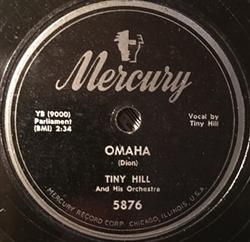 Mercury
YB (9000)
Parliament
(BMI) 2:34
Vocal by
Tiny Hill
OMAHA
(Dion)
TINY HILL
And His Orchestra
5876
MERCURY RECORD CORP. CHICAGO, ILLINOIS, U.S.A.